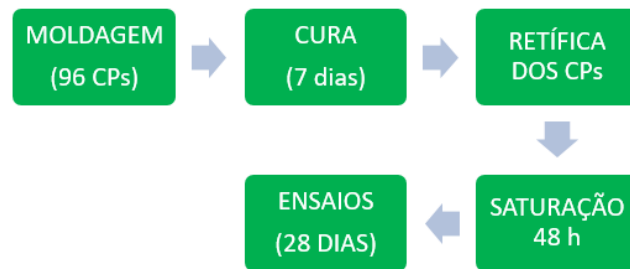 MOLDAGEM
(96 CPs)
CURA
(7 dias)
RETÍFICA
DOS CPs
SATURAÇÃO
48 h
ENSAIOS
(28 DIAS)